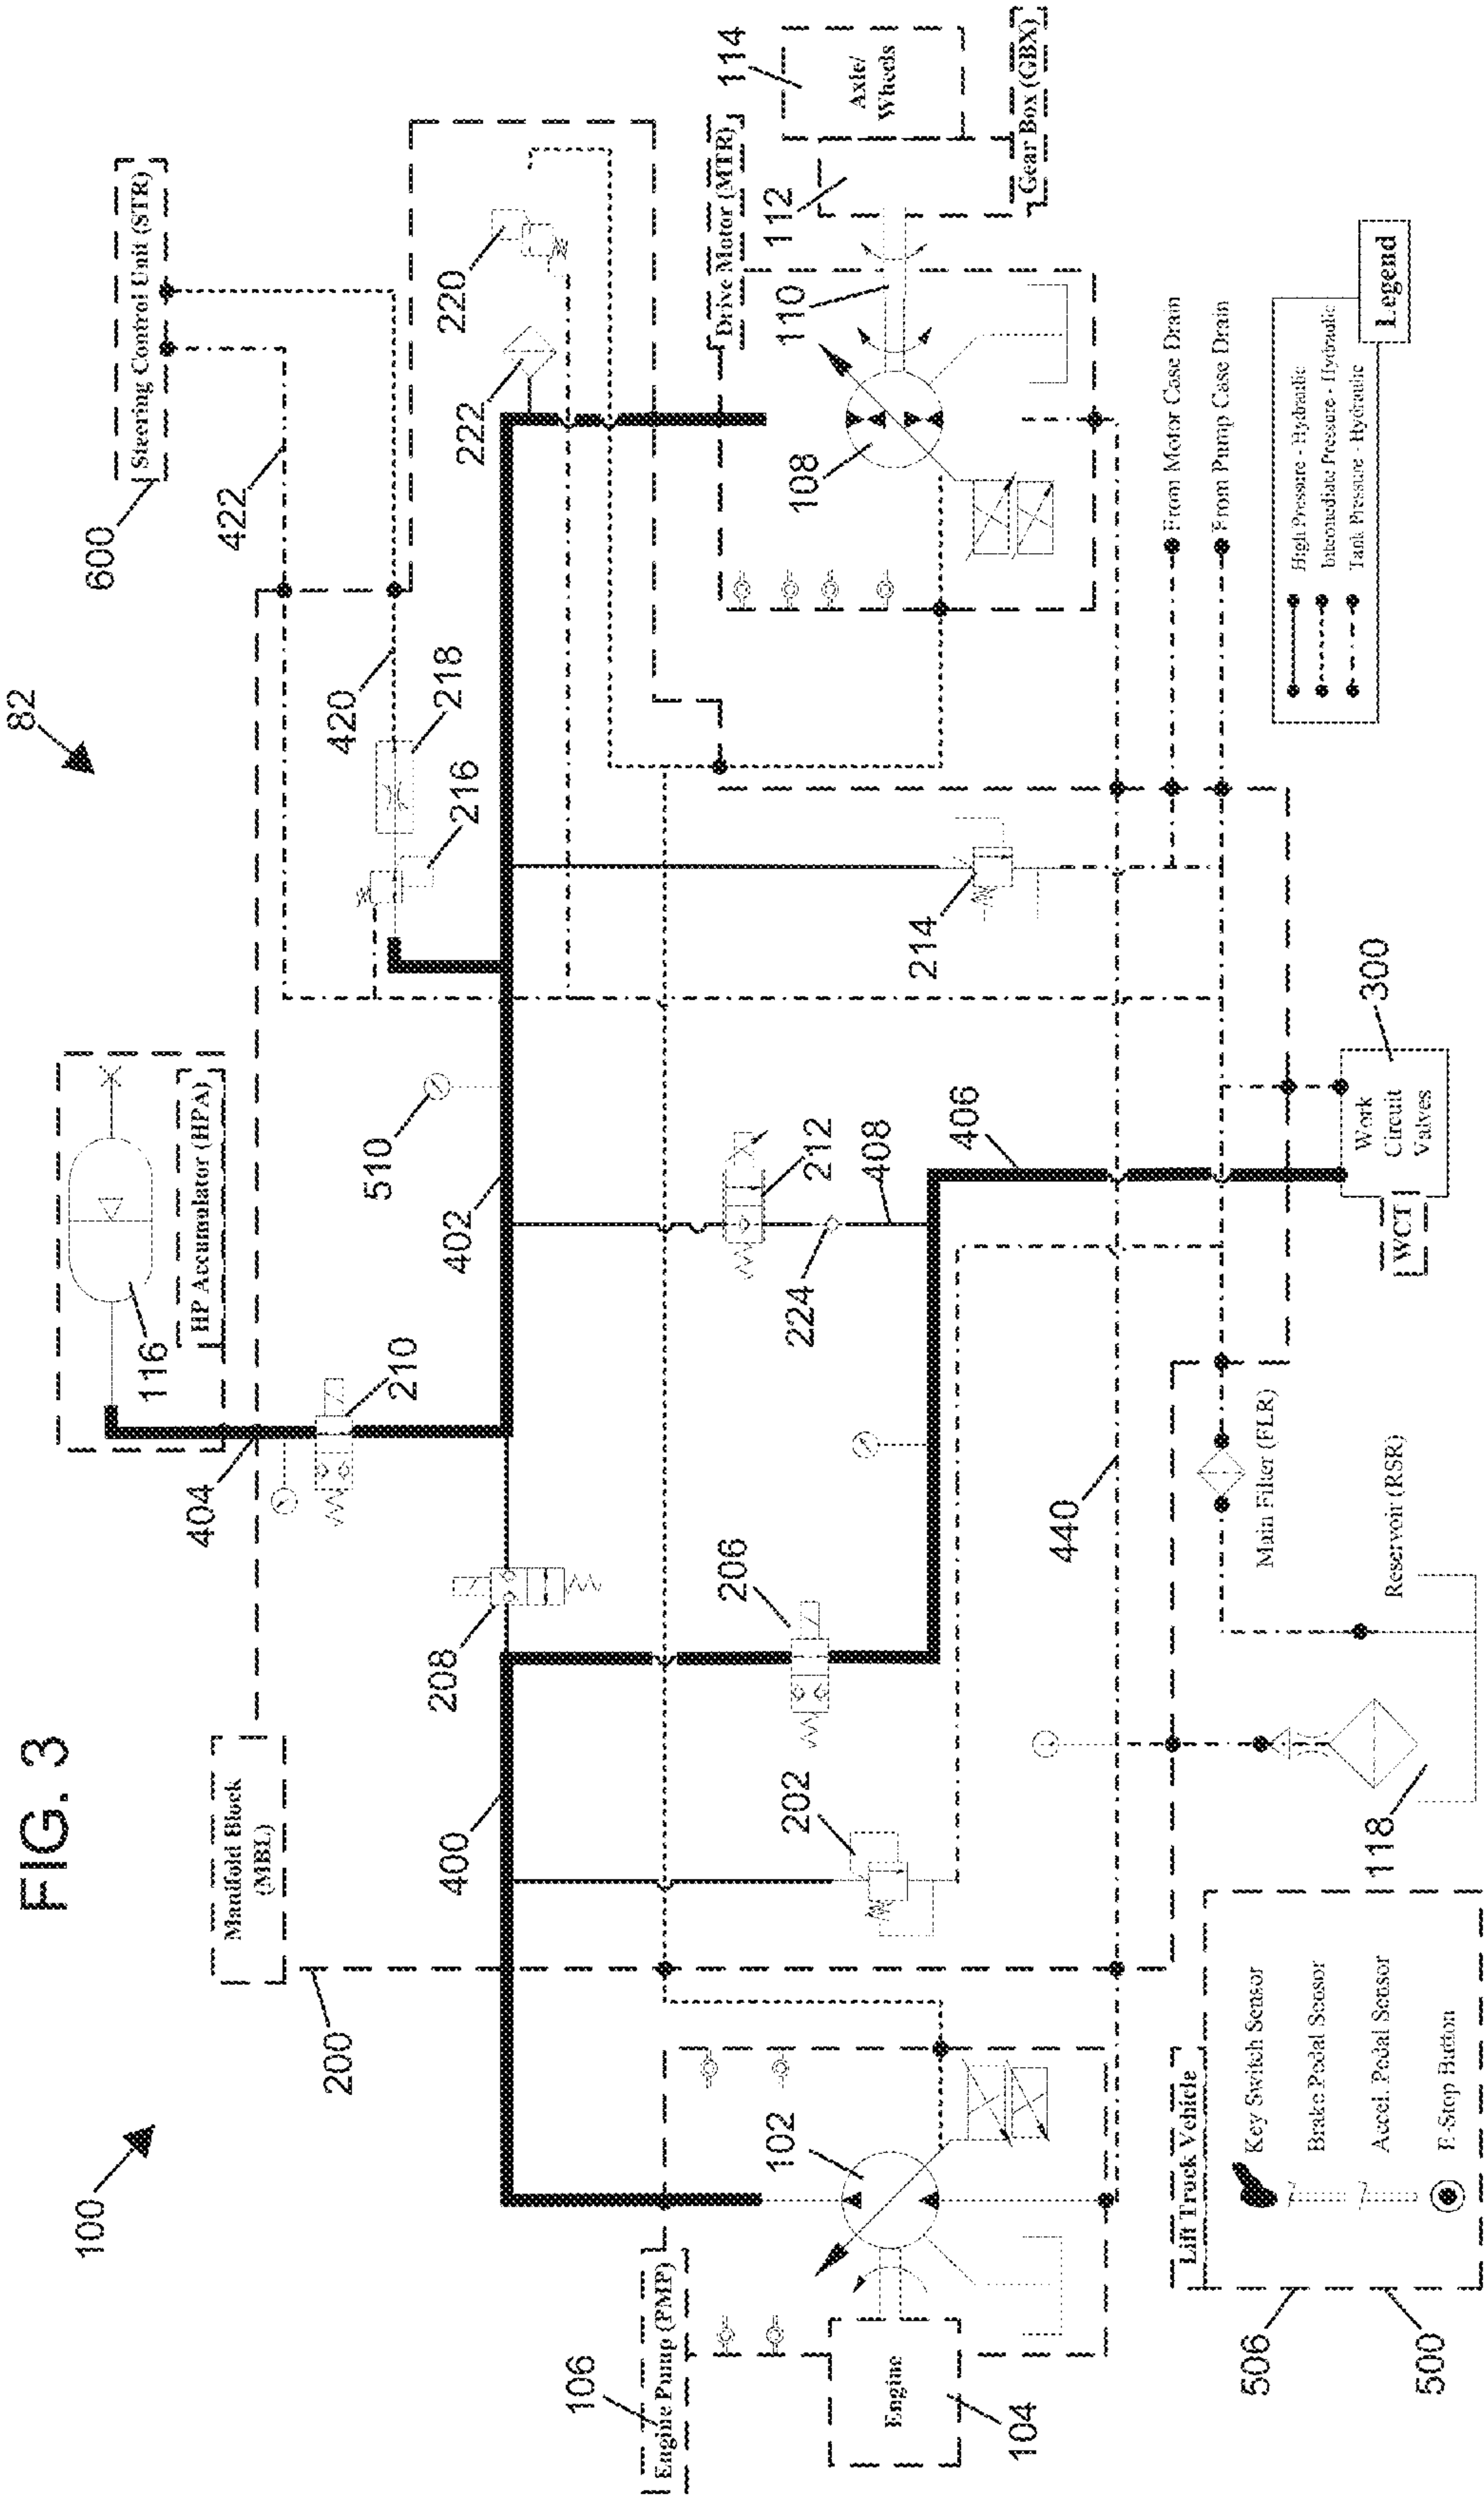 FIG. 3
100
82
Manifold Block
(MBL)
200
HP Accumulator (HPA)
116
404
210
Steering Control Unit (STR)
600
422
420
218
216
220
222
510
402
208
400
206
202
212
224
408
406
214
440
Engine Pump (PMP)
106
102
Engine
104
Drive Motor (MTR)
108
110
112
114
Axle/
Wheels
Gear Box (GBX)
From Motor Case Drain
From Pump Case Drain
300
Work
Circuit
Valves
WCT
Main Filter (FLR)
Reservoir (RSR)
118
Lift Truck Vehicle
Key Switch Sensor
Brake Pedal Sensor
Accel. Pedal Sensor
E-Stop Button
506
500
High Pressure - Hydraulic
Intermediate Pressure - Hydraulic
Tank Pressure - Hydraulic
Legend